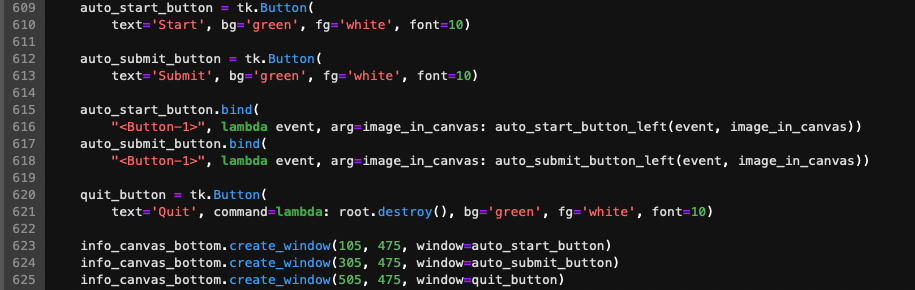 609 auto_start_button = tk.Button(
610 text='Start', bg='green', fg='white', font=10)
611
612 auto_submit_button = tk.Button(
613 text='Submit', bg='green', fg='white', font=10)
614
615 auto_start_button.bind(
616 "<Button-1>", lambda event, arg=image_in_canvas: auto_start_button_left(event, image_in_canvas))
617 auto_submit_button.bind(
618 "<Button-1>", lambda event, arg=image_in_canvas: auto_submit_button_left(event, image_in_canvas))
619
620 quit_button = tk.Button(
621 text='Quit', command=lambda: root.destroy(), bg='green', fg='white', font=10)
622
623 info_canvas_bottom.create_window(105, 475, window=auto_start_button)
624 info_canvas_bottom.create_window(305, 475, window=auto_submit_button)
625 info_canvas_bottom.create_window(505, 475, window=quit_button)